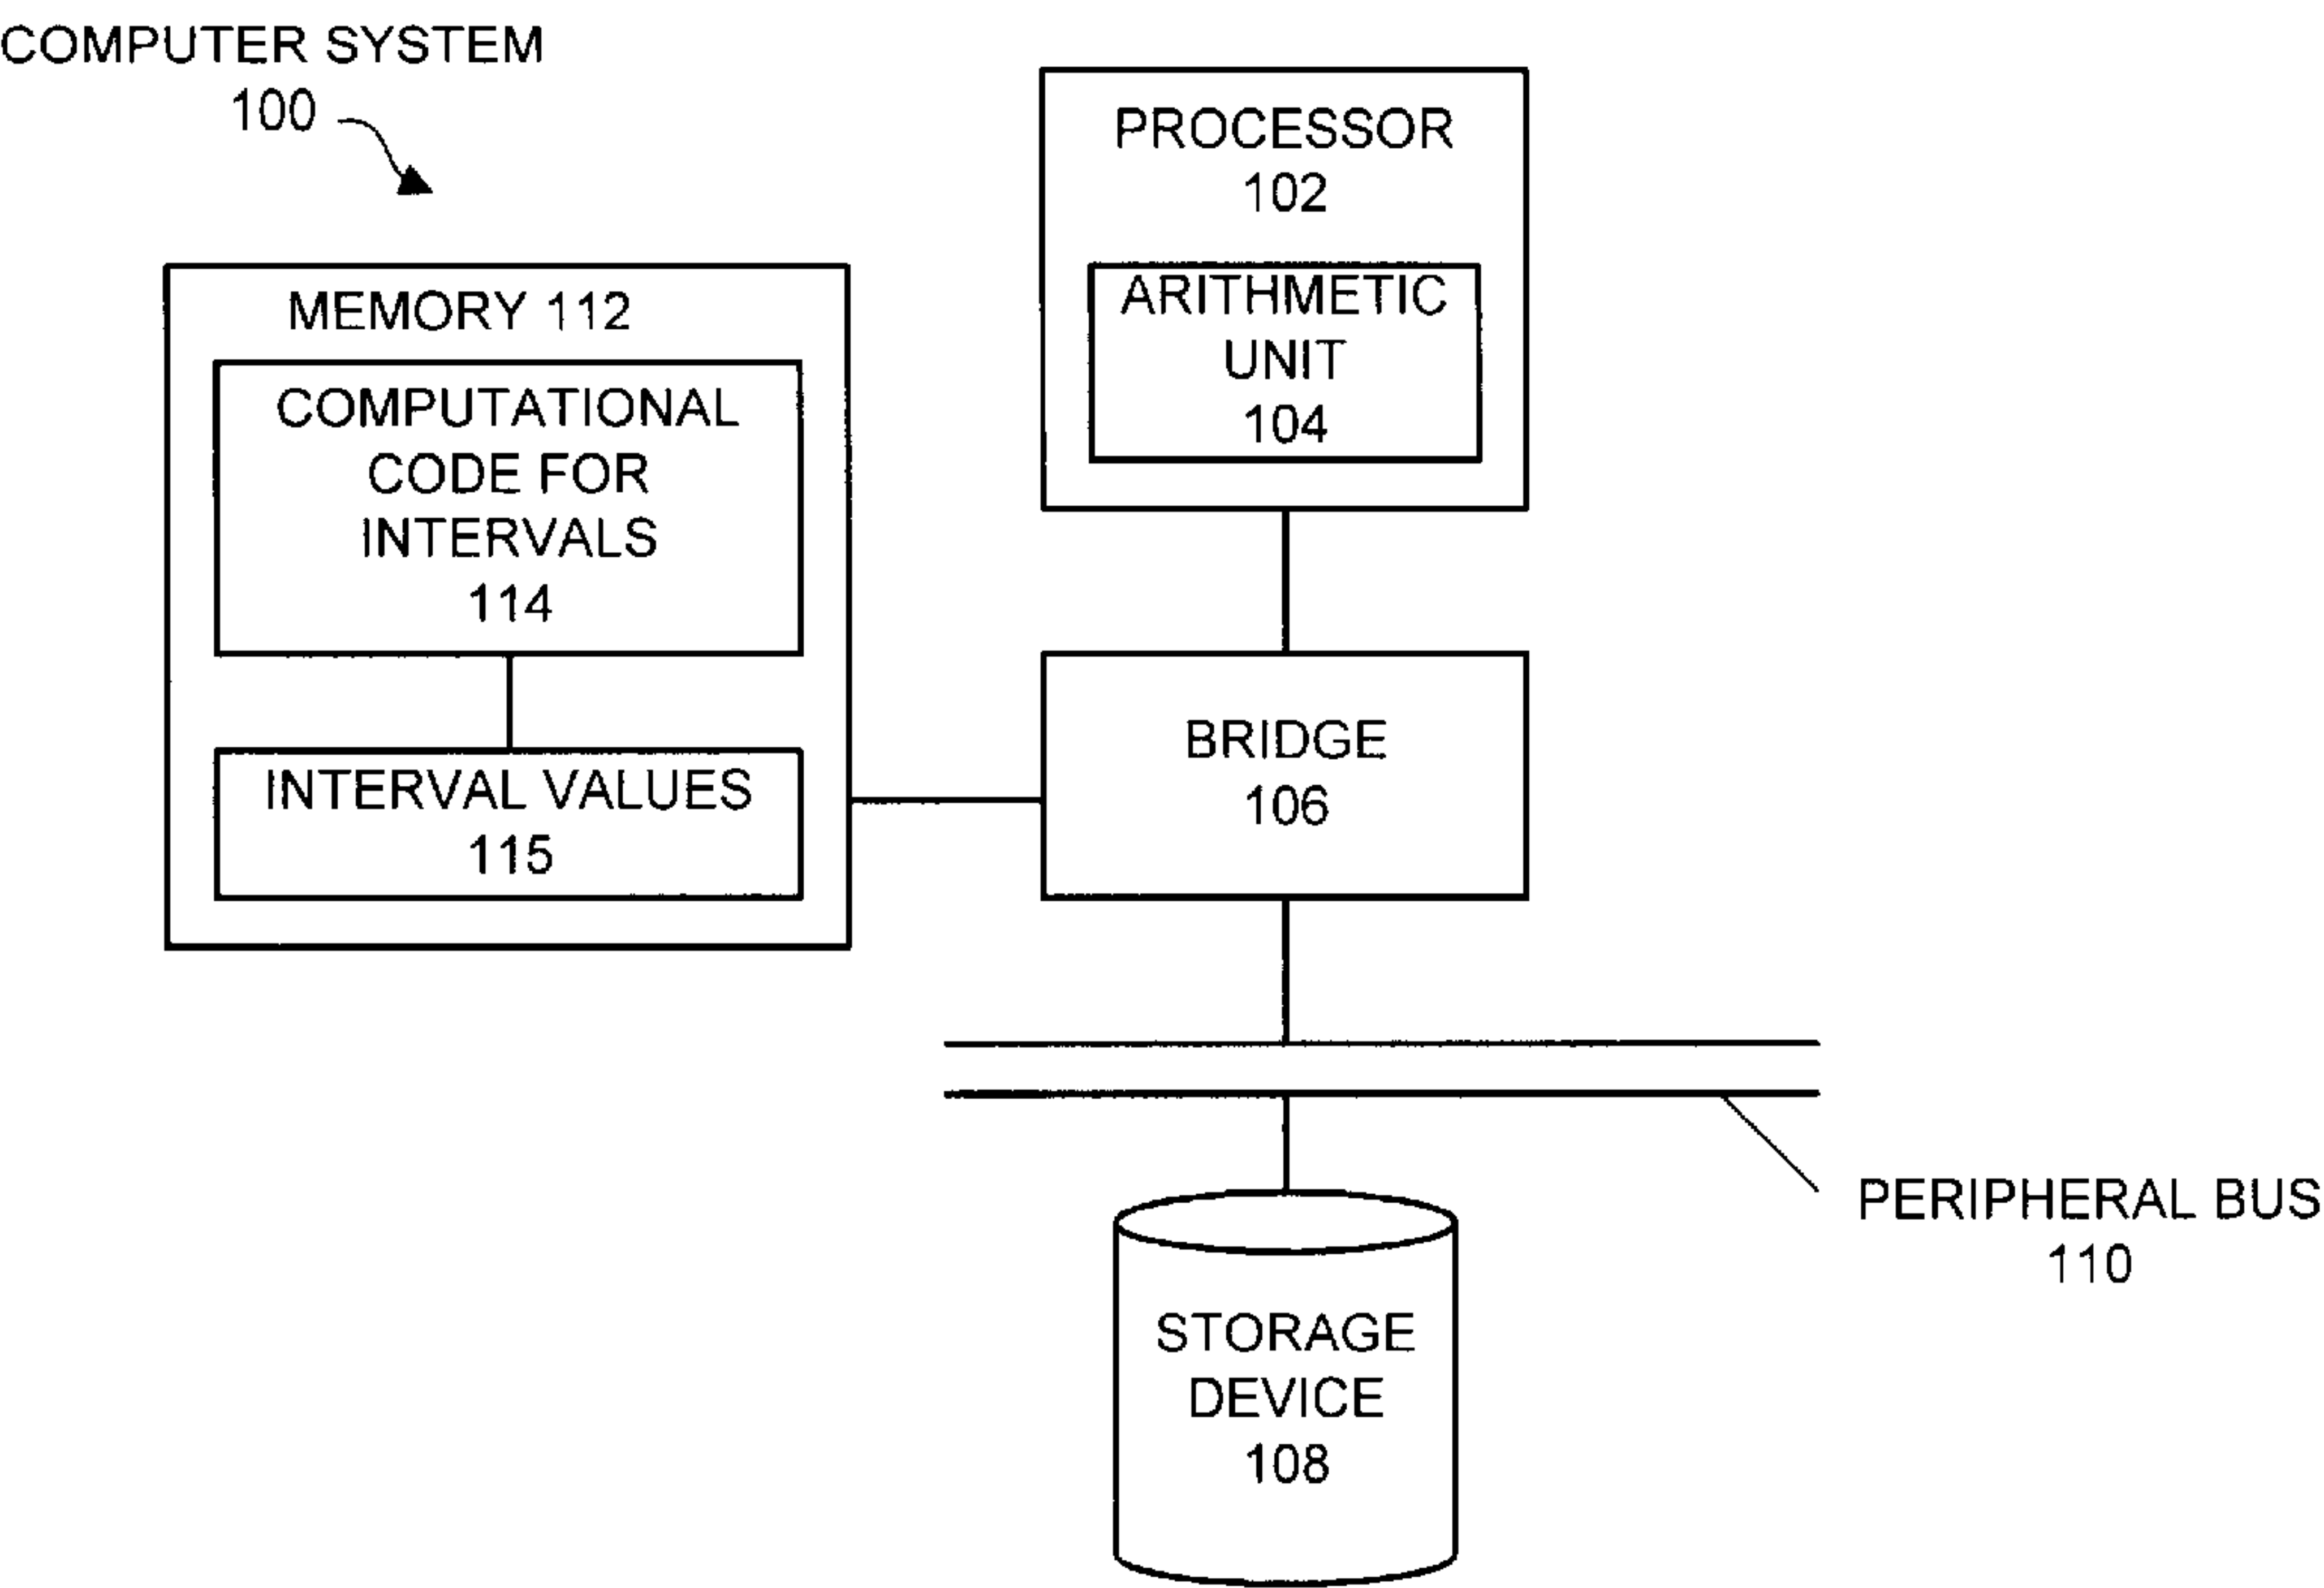 COMPUTER SYSTEM
100
PROCESSOR
102
ARITHMETIC
UNIT
104
MEMORY 112
COMPUTATIONAL
CODE FOR
INTERVALS
114
INTERVAL VALUES
115
BRIDGE
106
PERIPHERAL BUS
110
STORAGE
DEVICE
108